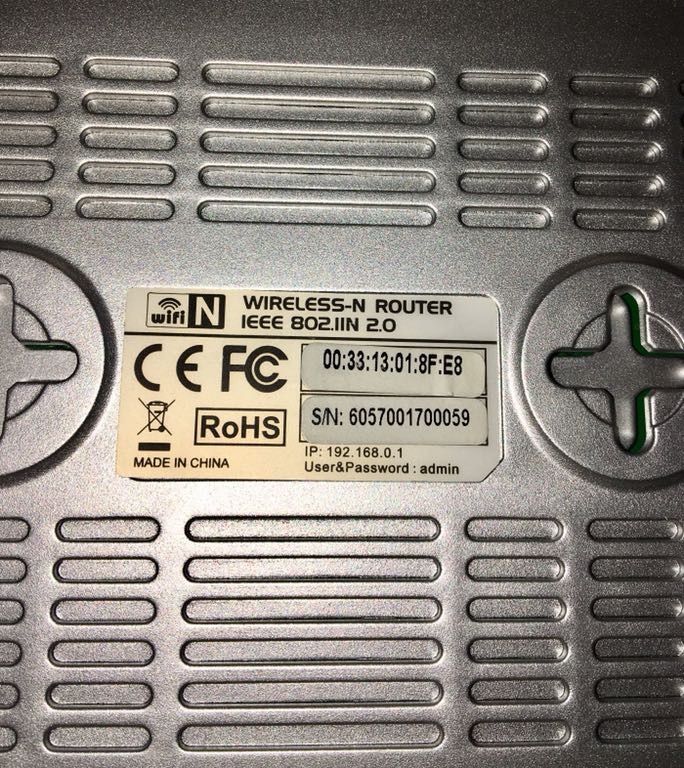 wifi N WIRELESS-N ROUTER
IEEE 802.11N 2.0
CE FC 00:33:13:01:8F:E8
RoHS S/N: 6057001700059
IP: 192.168.0.1
MADE IN CHINA User&Password : admin